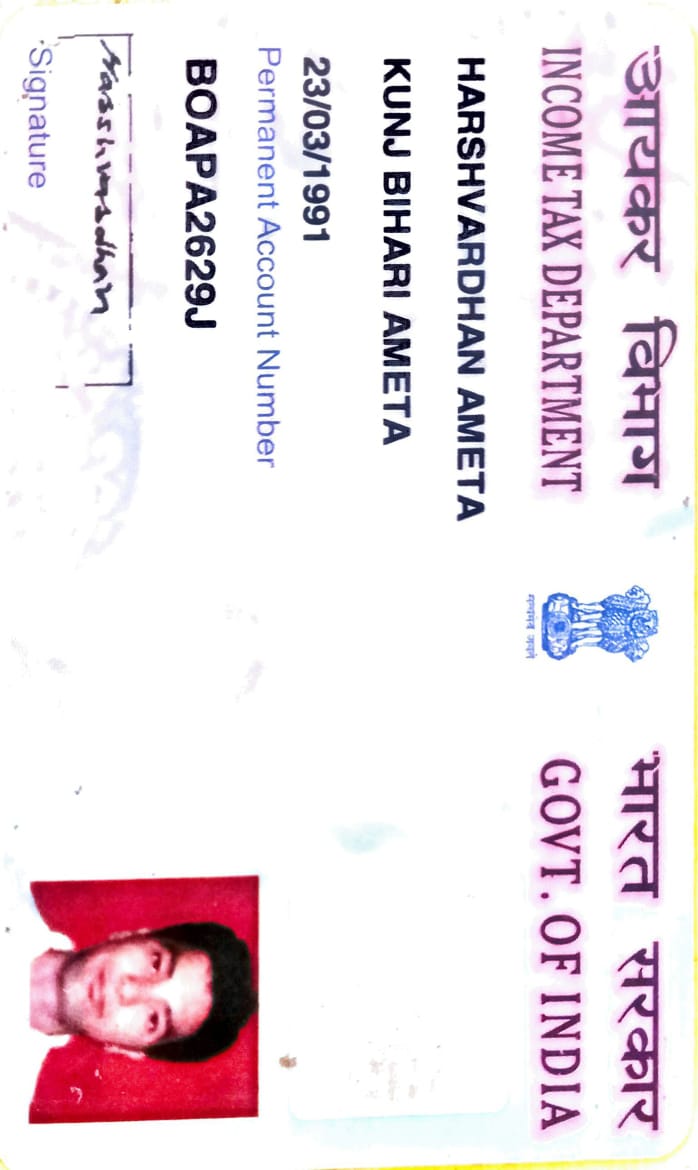 आयकर विभाग
INCOME TAX DEPARTMENT
सत्यमेव जयते
भारत सरकार
GOVT. OF INDIA
HARSHVARDHAN AMETA
KUNJ BIHARI AMETA
23/03/1991
Permanent Account Number
BOAPA2629J
Harshvardhan
Signature